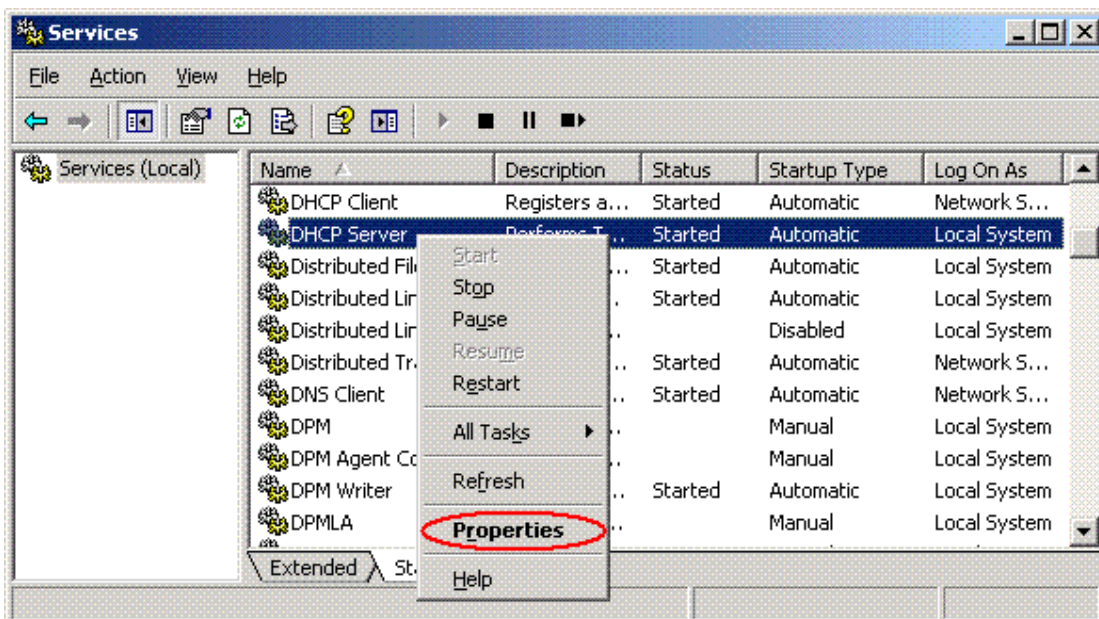 Services
File Action View Help
Services (Local)
Name Description Status Startup Type Log On As
DHCP Client Registers a... Started Automatic Network S...
DHCP Server Performs T... Started Automatic Local System
Distributed Fil ... Started Automatic Local System
Distributed Lin . Started Automatic Local System
Distributed Lin .. Disabled Local System
Distributed Tr .. Started Automatic Network S...
DNS Client .. Started Automatic Network S...
DPM .. Manual Local System
DPM Agent Co .. Manual Local System
DPM Writer .. Started Automatic Local System
DPMLA .. Manual Local System
Extended Sta
Start
Stop
Pause
Resume
Restart
All Tasks
Refresh
Properties
Help